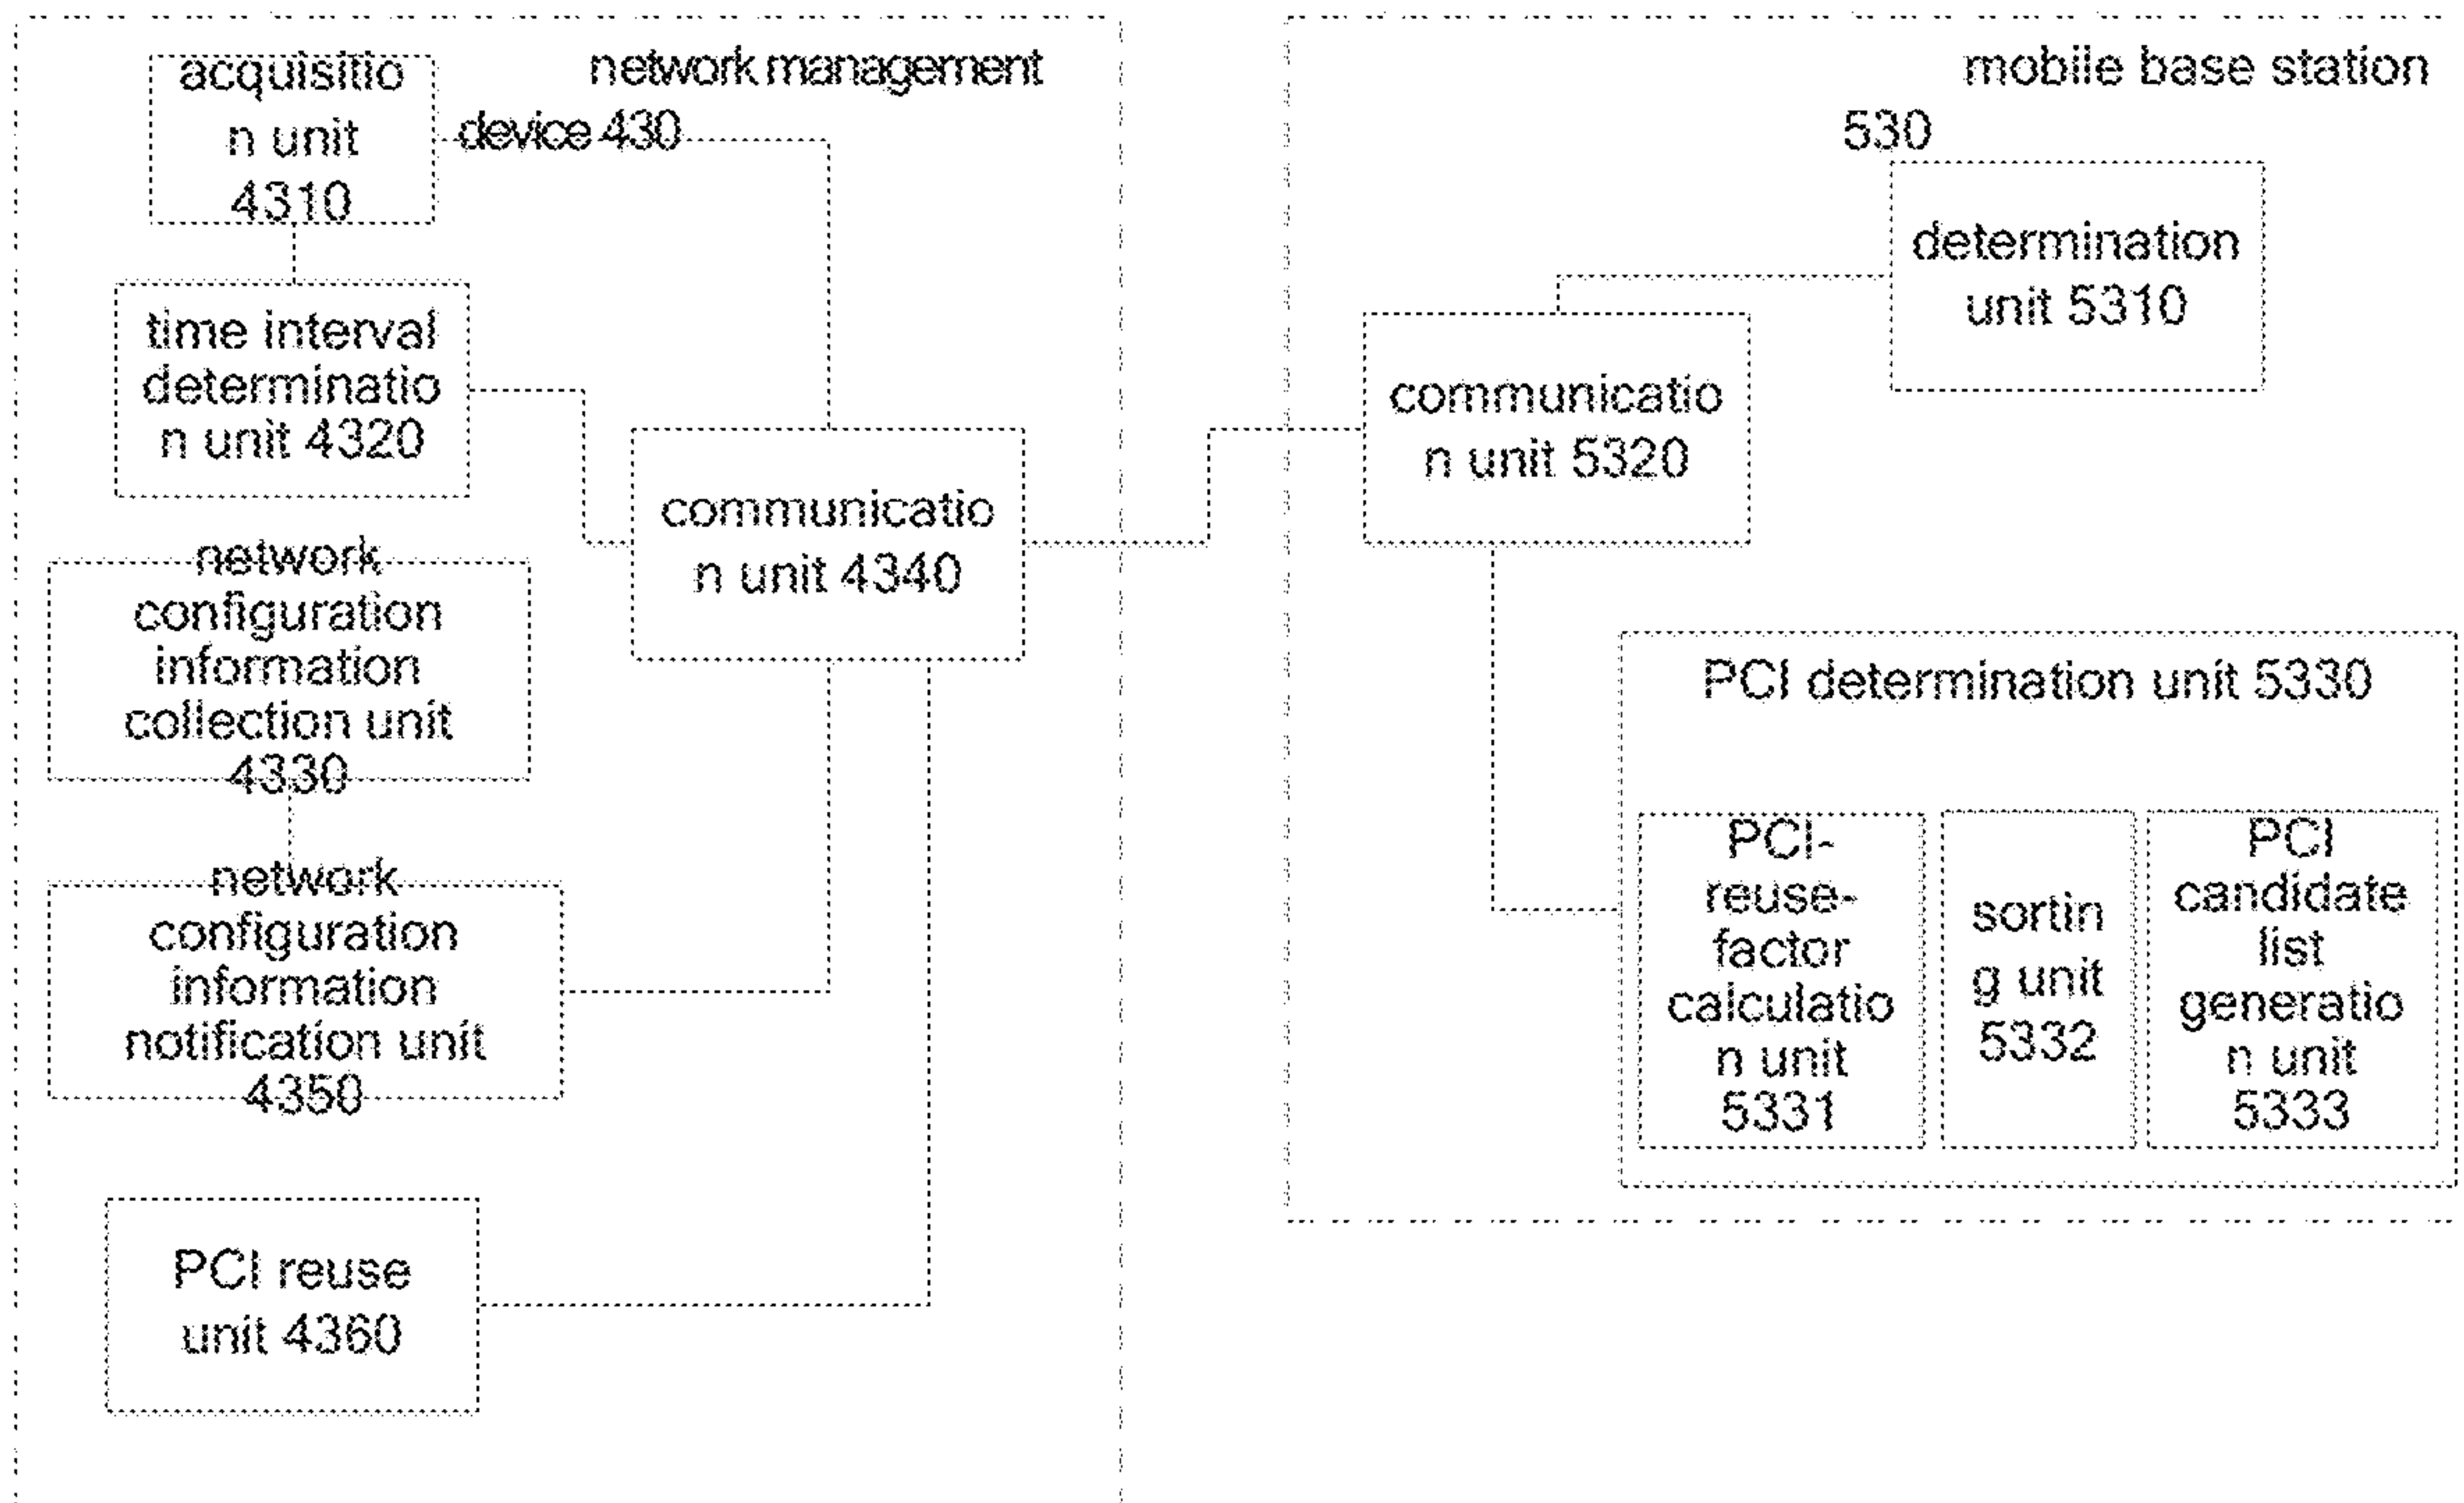 acquisitio
n unit
4310
network management
device 430
time interval
determinatio
n unit 4320
network
configuration
information
collection unit
4330
communicatio
n unit 4340
network
configuration
information
notification unit
4350
PCI reuse
unit 4360
mobile base station
530
determination
unit 5310
communicatio
n unit 5320
PCI determination unit 5330
PCI-
reuse-
factor
calculatio
n unit
5331
sortin
g unit
5332
PCI
candidate
list
generatio
n unit
5333